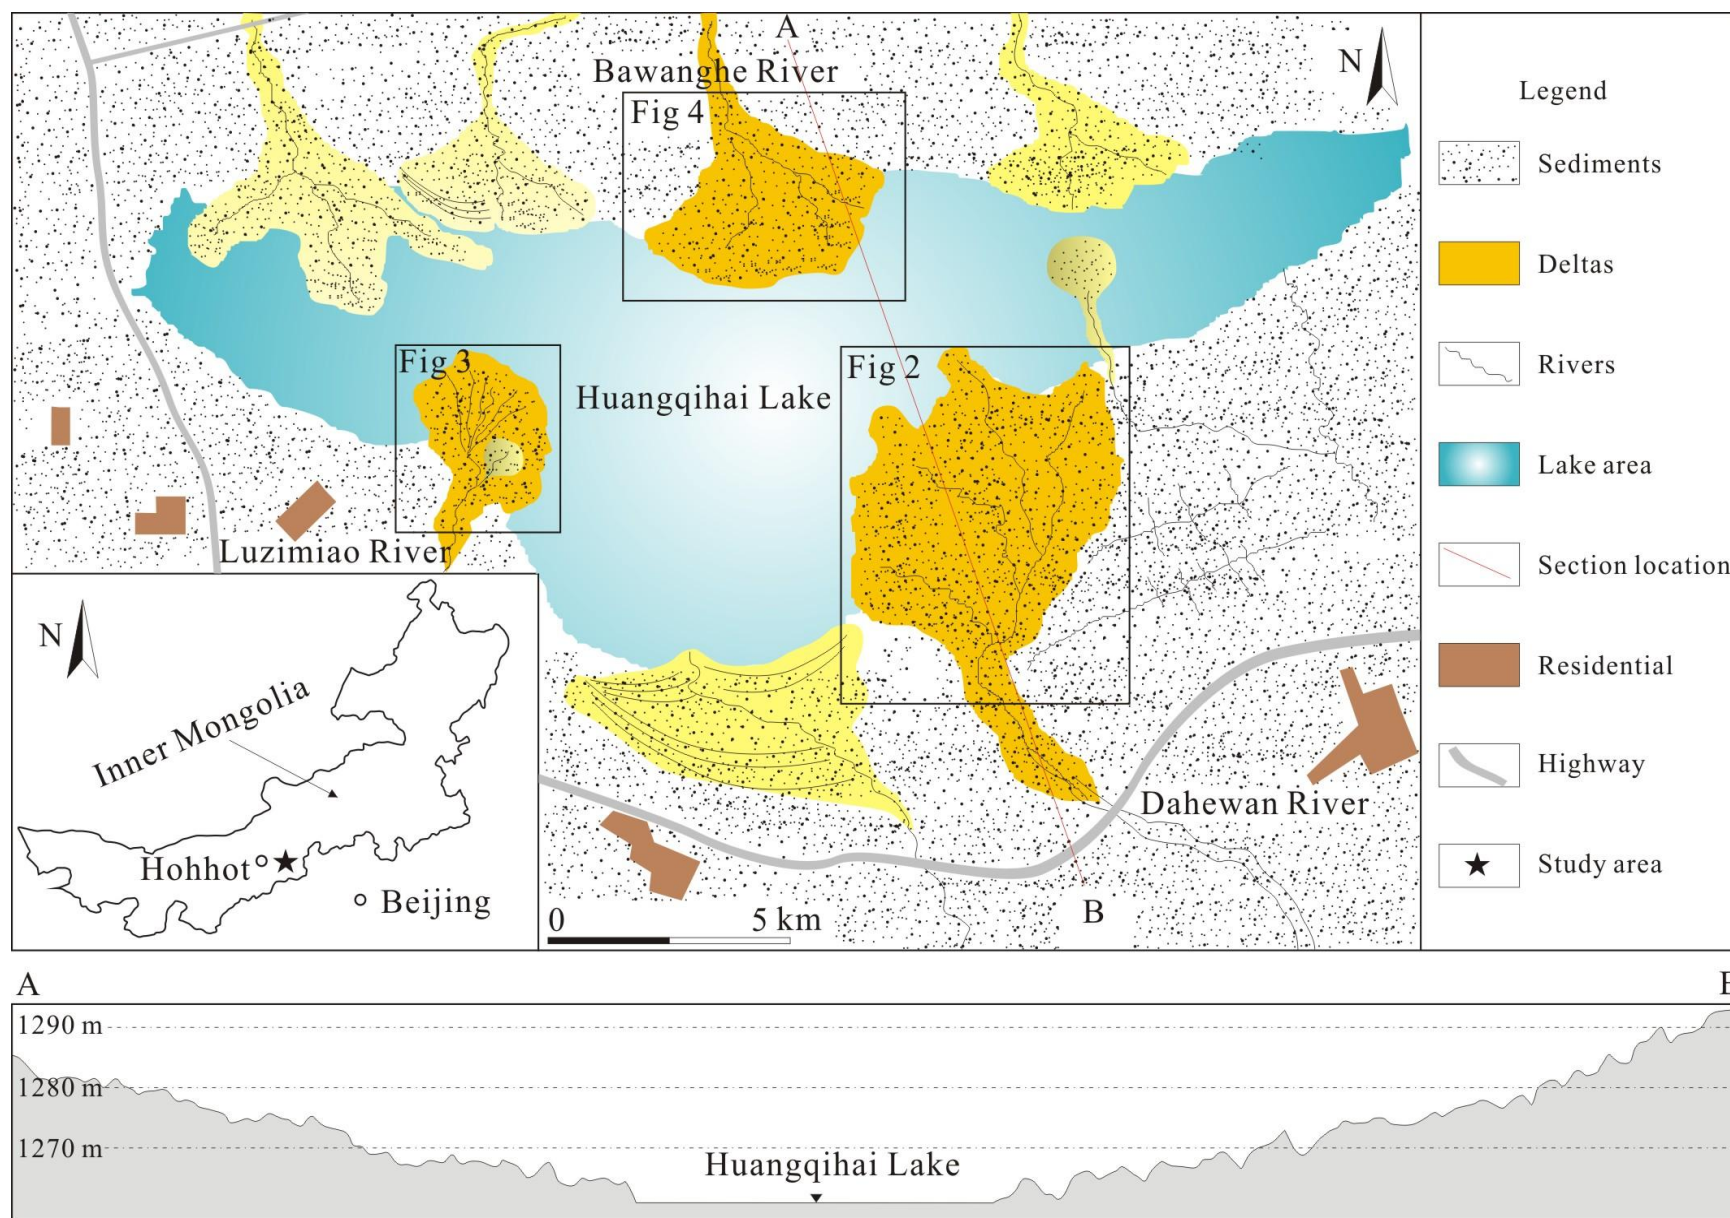 A
Bawanghe River
N
Fig 4
Fig 3
Fig 2
Huangqihai Lake
Luzimiao River
Dahewan River
B
0 5 km
N
Inner Mongolia
Hohhot
Beijing
Legend
Sediments
Deltas
Rivers
Lake area
Section location
Residential
Highway
Study area
A
1290 m
1280 m
1270 m
Huangqihai Lake